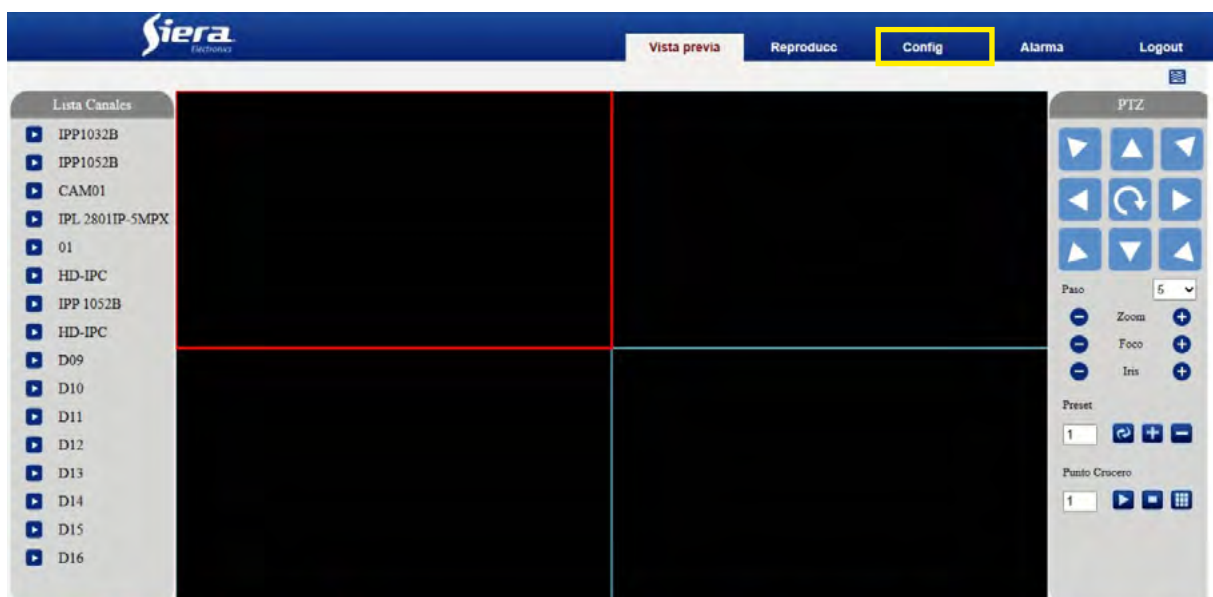 Siera
Electronics
Vista previa
Reproducc
Config
Alarma
Logout
Lista Canales
IPP1032B
IPP1052B
CAM01
IPL 2801IP-5MPX
01
HD-IPC
IPP 1052B
HD-IPC
D09
D10
D11
D12
D13
D14
D15
D16
PTZ
Paso 5
Zoom
Foco
Iris
Preset
1
Punto Crucero
1